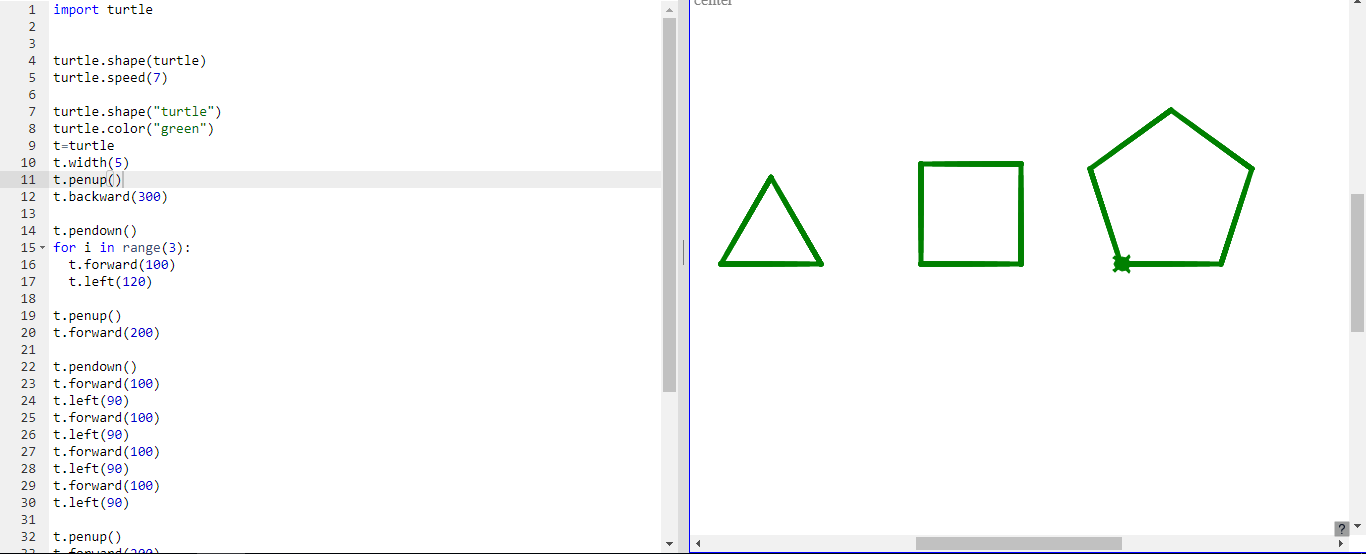 1 import turtle
2
3
4 turtle.shape(turtle)
5 turtle.speed(7)
6
7 turtle.shape("turtle")
8 turtle.color("green")
9 t=turtle
10 t.width(5)
11 t.penup()
12 t.backward(300)
13
14 t.pendown()
15 for i in range(3):
16 t.forward(100)
17 t.left(120)
18
19 t.penup()
20 t.forward(200)
21
22 t.pendown()
23 t.forward(100)
24 t.left(90)
25 t.forward(100)
26 t.left(90)
27 t.forward(100)
28 t.left(90)
29 t.forward(100)
30 t.left(90)
31
32 t.penup()
33 t.forward(200)
center
?